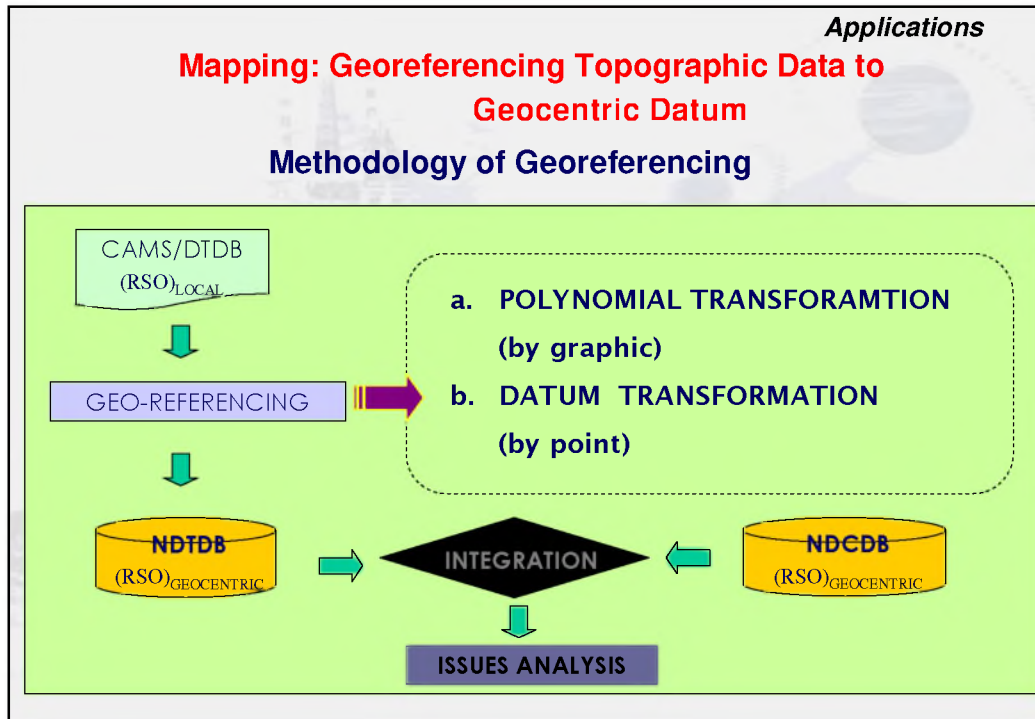 Applications
Mapping: Georeferencing Topographic Data to
Geocentric Datum
Methodology of Georeferencing
CAMS/DTDB
(RSO)LOCAL
a. POLYNOMIAL TRANSFORAMTION
(by graphic)
GEO-REFERENCING
b. DATUM TRANSFORMATION
(by point)
NDTDB
(RSO)GEOCENTRIC
INTEGRATION
NDCDB
(RSO)GEOCENTRIC
ISSUES ANALYSIS